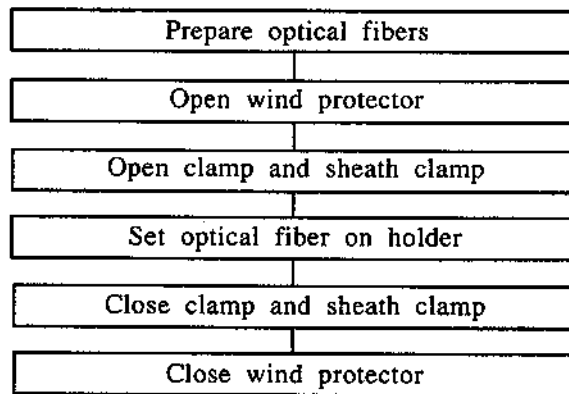 Prepare optical fibers
Open wind protector
Open clamp and sheath clamp
Set optical fiber on holder
Close clamp and sheath clamp
Close wind protector